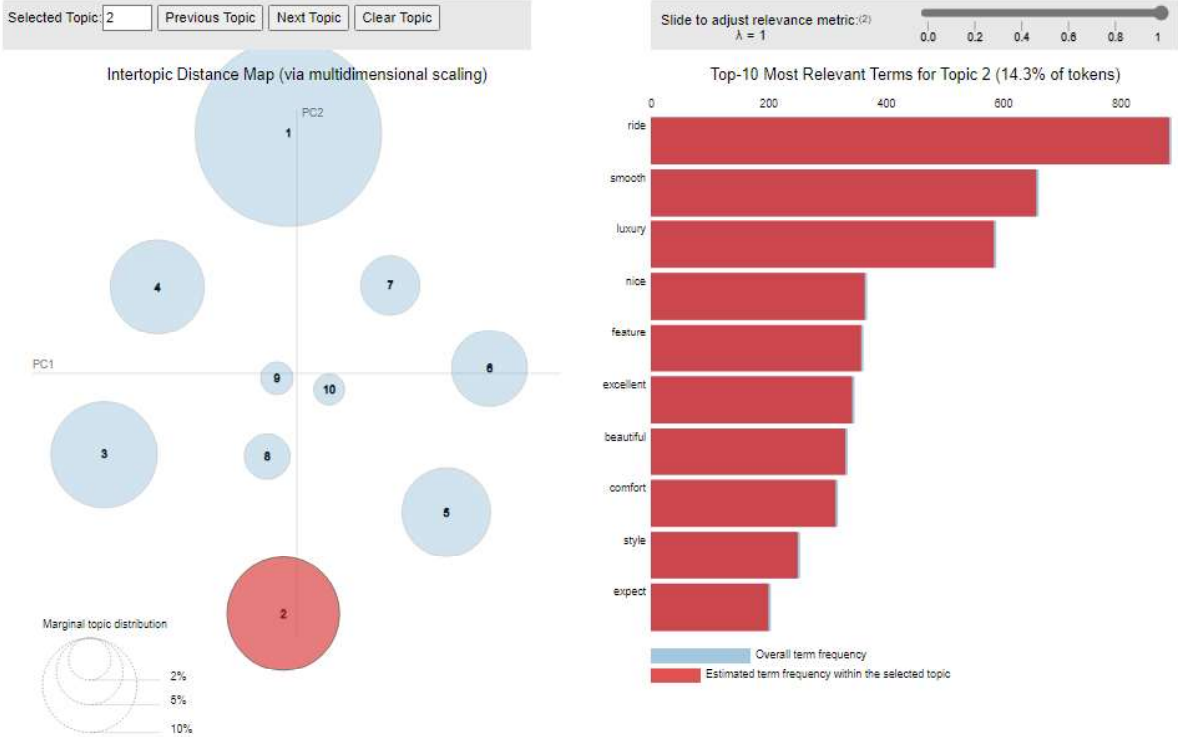 Selected Topic: 2 Previous Topic Next Topic Clear Topic
Slide to adjust relevance metric:(2)
λ = 1
0.0 0.2 0.4 0.6 0.8 1
Intertopic Distance Map (via multidimensional scaling)
PC2
1
4
7
PC1
6
9
10
3
8
5
2
Marginal topic distribution
2%
5%
10%
Top-10 Most Relevant Terms for Topic 2 (14.3% of tokens)
0 200 400 600 800
ride
smooth
luxury
nice
feature
excellent
beautiful
comfort
style
expect
Overall term frequency
Estimated term frequency within the selected topic